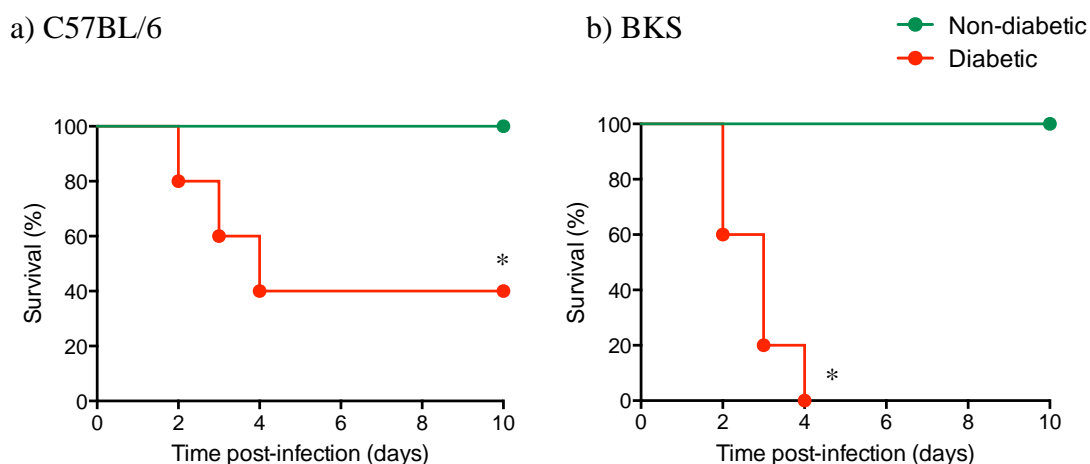 a) C57BL/6
b) BKS
Non-diabetic
Diabetic
100
80
60
40
20
0
Survival (%)
*
0 2 4 6 8 10
Time post-infection (days)
100
80
60
40
20
0
Survival (%)
*
0 2 4 6 8 10
Time post-infection (days)